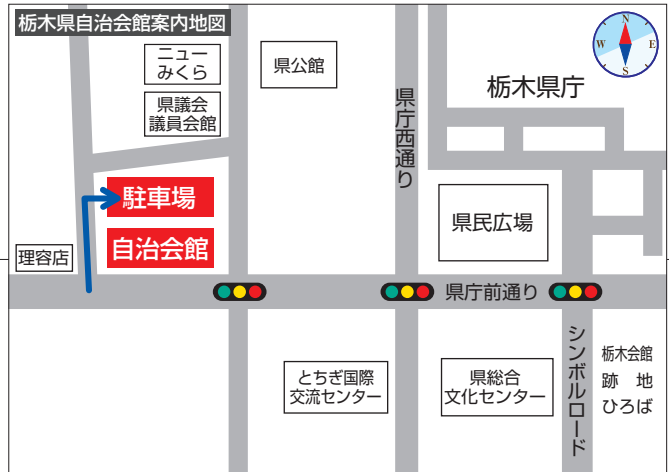 栃木県自治会館案内地図
N
W
E
S
ニュー
みくら
県公館
県議会
議員会館
県庁西通り
栃木県庁
駐車場
自治会館
県民広場
理容店
県庁前通り
とちぎ国際
交流センター
県総合
文化センター
シンボルロード
栃木会館
跡地
ひろば